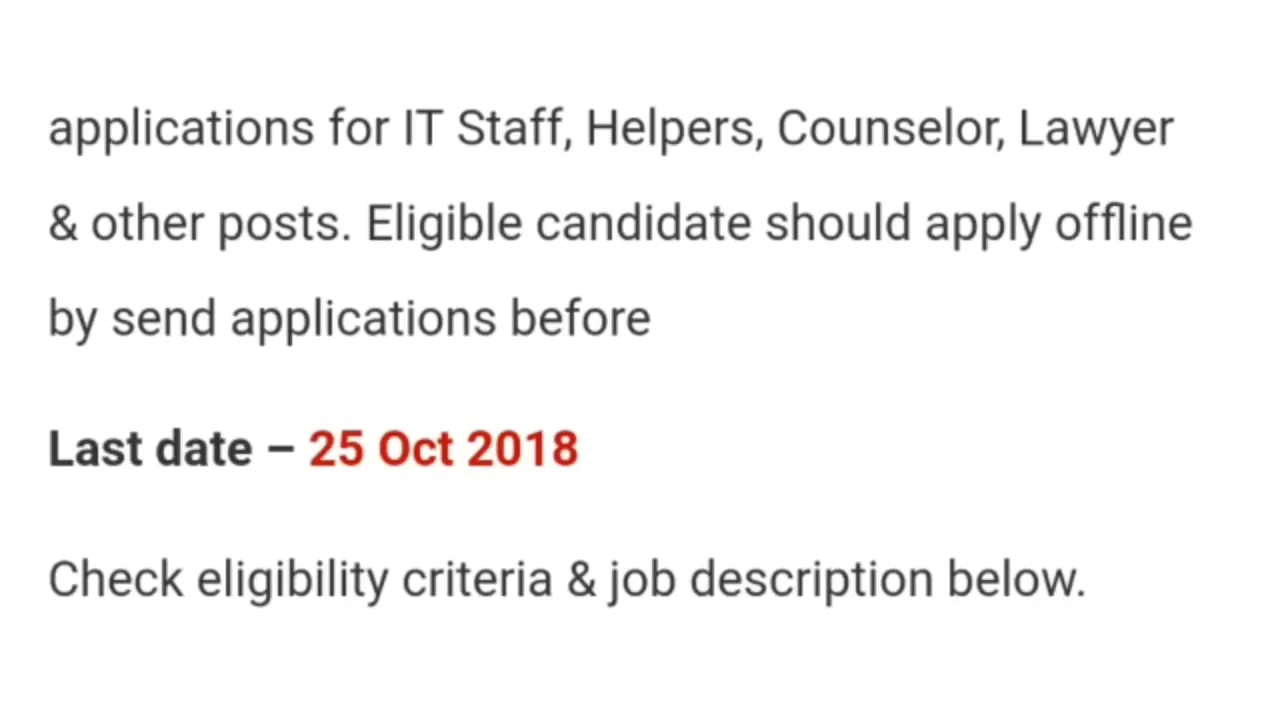 applications for IT Staff, Helpers, Counselor, Lawyer
& other posts. Eligible candidate should apply offline
by send applications before
Last date – 25 Oct 2018
Check eligibility criteria & job description below.